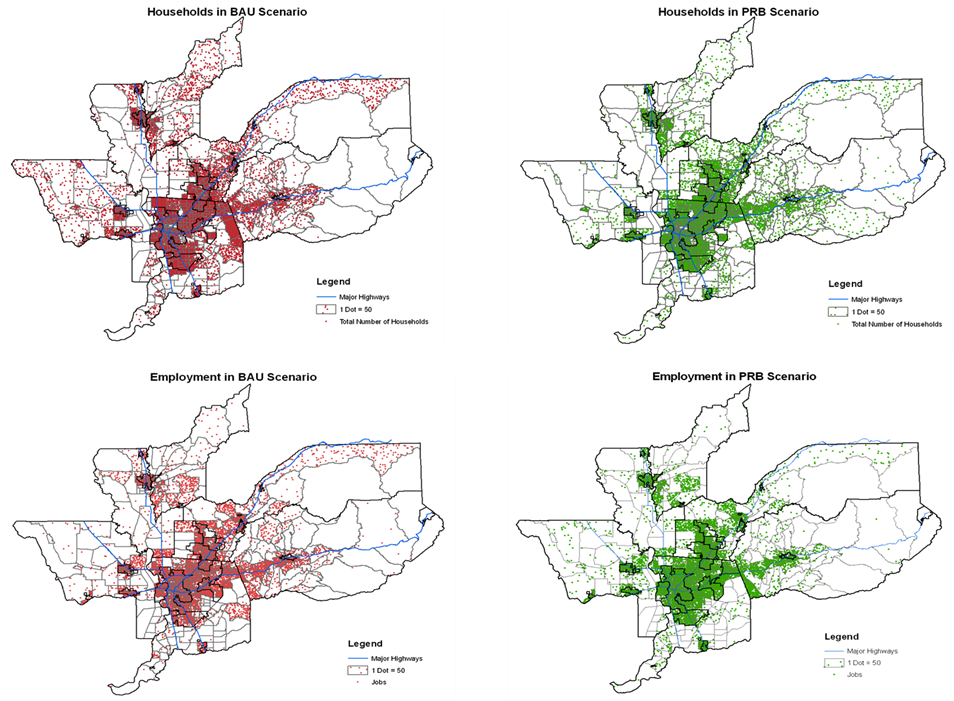 Households in BAU Scenario
Legend
Major Highways
1 Dot = 50
Total Number of Households
Households in PRB Scenario
Legend
Major Highways
1 Dot = 50
Total Number of Households
Employment in BAU Scenario
Legend
Major Highways
1 Dot = 50
Jobs
Employment in PRB Scenario
Legend
Major Highways
1 Dot = 50
Jobs